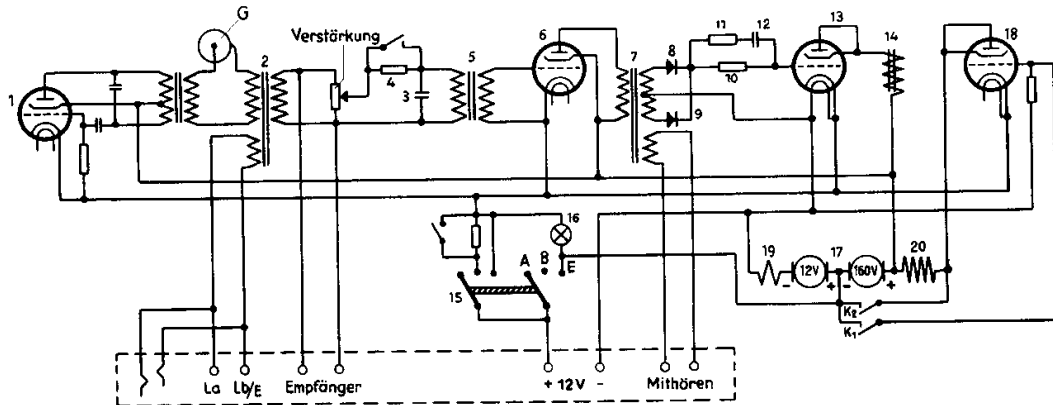 G
Verstärkung
1
2
4
3
5
6
7
8
9
11
12
10
13
14
18
16
A
B
E
15
19
12V
17
160V
20
- + - +
K₂
K₁
La Lb/E Empfänger + 12V - Mithören